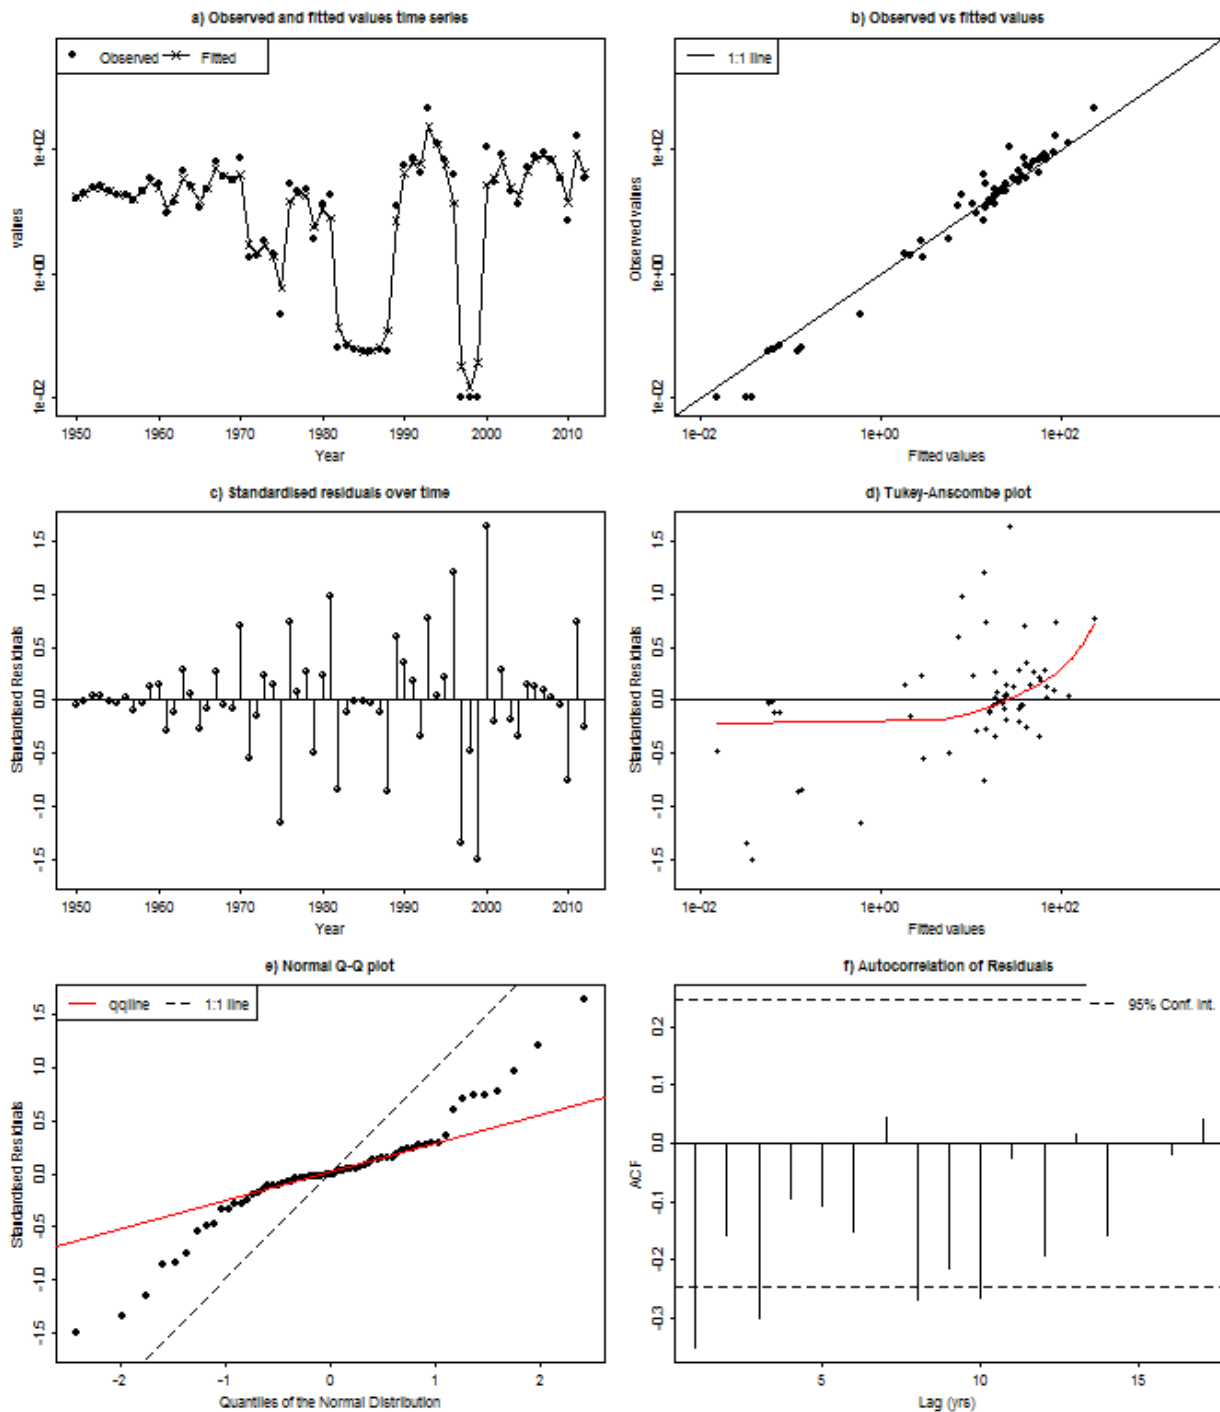 a) Observed and fitted values time series
Observed Fitted
values
1e+02
1e+00
1e-02
1950 1960 1970 1980 1990 2000 2010
Year
b) Observed vs fitted values
1:1 line
Observed values
1e+02
1e+00
1e-02
1e-02 1e+00 1e+02
Fitted values
c) Standardised residuals over time
Standardised Residuals
1.5
1.0
0.5
0.0
-0.5
-1.0
-1.5
1950 1960 1970 1980 1990 2000 2010
Year
d) Tukey-Anscombe plot
Standardised Residuals
1.5
1.0
0.5
0.0
-0.5
-1.0
-1.5
1e-02 1e+00 1e+02
Fitted values
e) Normal Q-Q plot
qqline 1:1 line
Standardised Residuals
1.5
1.0
0.5
0.0
-0.5
-1.0
-1.5
-2 -1 0 1 2
Quantiles of the Normal Distribution
f) Autocorrelation of Residuals
95% Conf. Int.
ACF
0.2
0.1
0.0
-0.1
-0.2
-0.3
5 10 15
Lag (yrs)